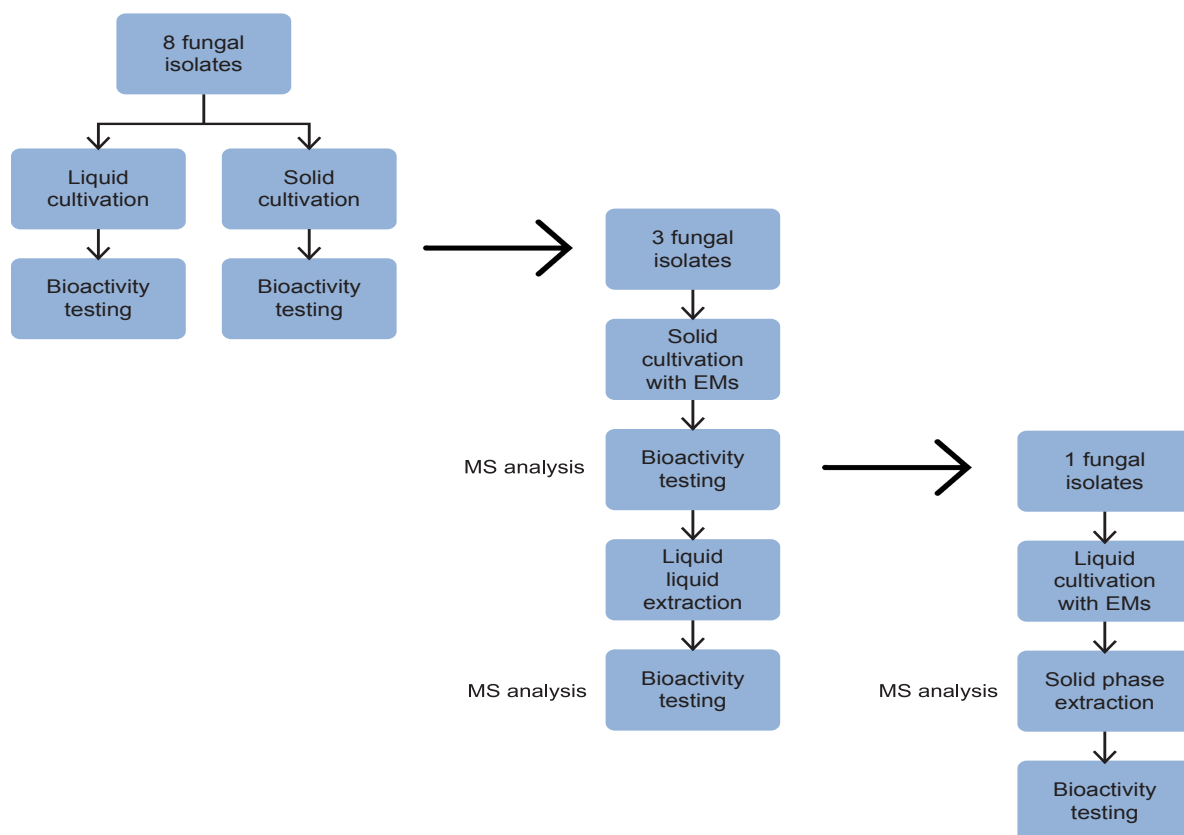 8 fungal
isolates
Liquid
cultivation
Solid
cultivation
Bioactivity
testing
Bioactivity
testing
3 fungal
isolates
Solid
cultivation
with EMs
MS analysis
Bioactivity
testing
Liquid
liquid
extraction
MS analysis
Bioactivity
testing
1 fungal
isolates
Liquid
cultivation
with EMs
MS analysis
Solid phase
extraction
Bioactivity
testing